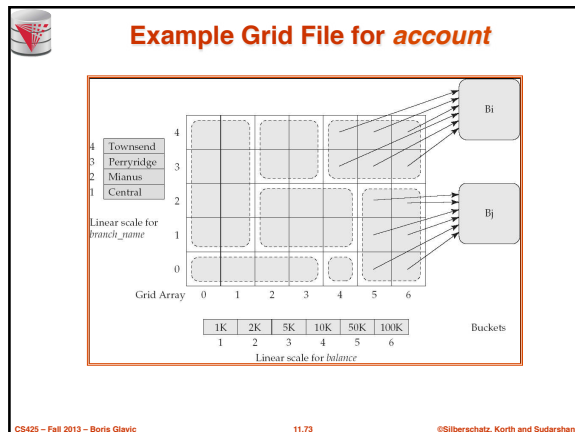 Example Grid File for account
Bi
4 Townsend
3 Perryridge
2 Mianus
1 Central
Linear scale for
branch_name
4
3
2
1
0
Bj
Grid Array 0 1 2 3 4 5 6
1K 2K 5K 10K 50K 100K
1 2 3 4 5 6
Linear scale for balance
Buckets
CS425 – Fall 2013 – Boris Glavic 11.73 ©Silberschatz, Korth and Sudarshan